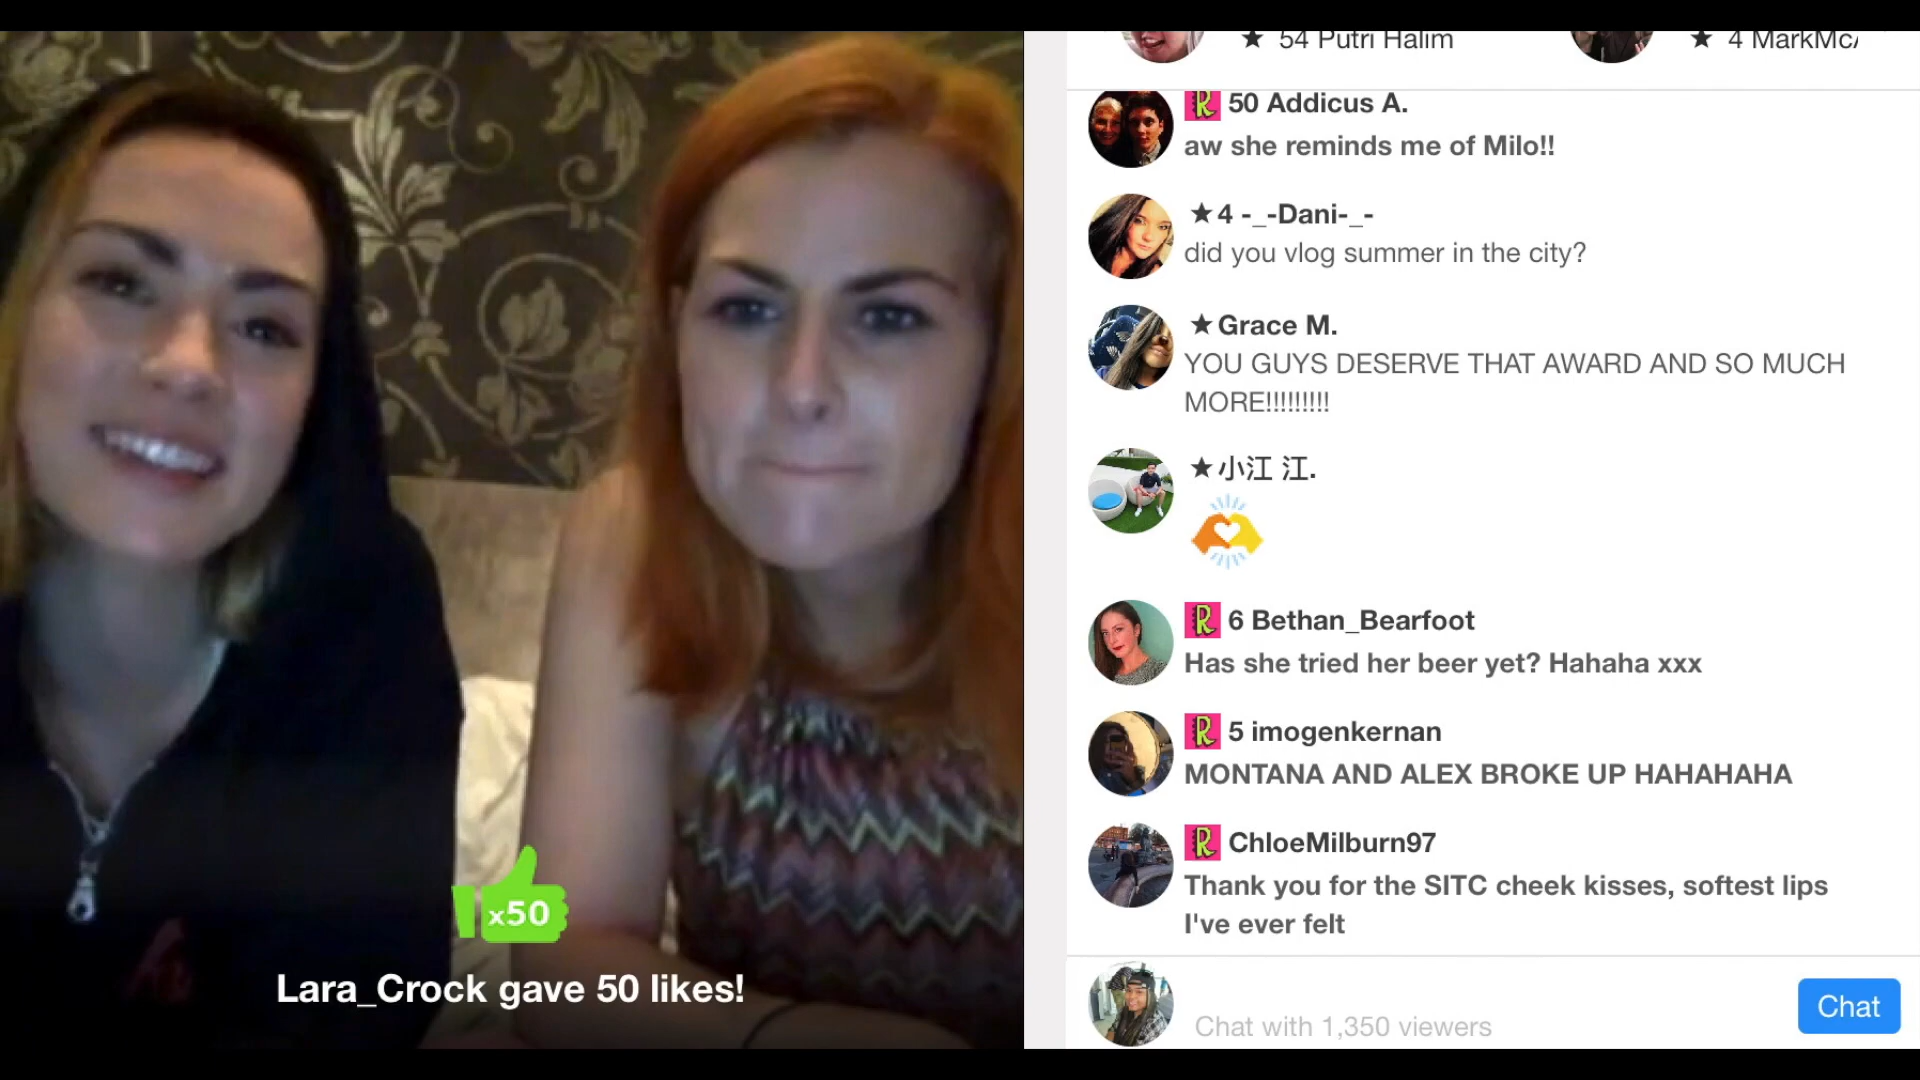 ★ 54 Putri Halim
★ 4 MarkMc
R 50 Addicus A.
aw she reminds me of Milo!!
★ 4 -_-Dani-_-
did you vlog summer in the city?
★ Grace M.
YOU GUYS DESERVE THAT AWARD AND SO MUCH
MORE!!!!!!!!!
★ 小江 江.
R 6 Bethan_Bearfoot
Has she tried her beer yet? Hahaha xxx
R 5 imogenkernan
MONTANA AND ALEX BROKE UP HAHAHAHA
R ChloeMilburn97
Thank you for the SITC cheek kisses, softest lips
I've ever felt
x50
Lara_Crock gave 50 likes!
Chat with 1,350 viewers
Chat